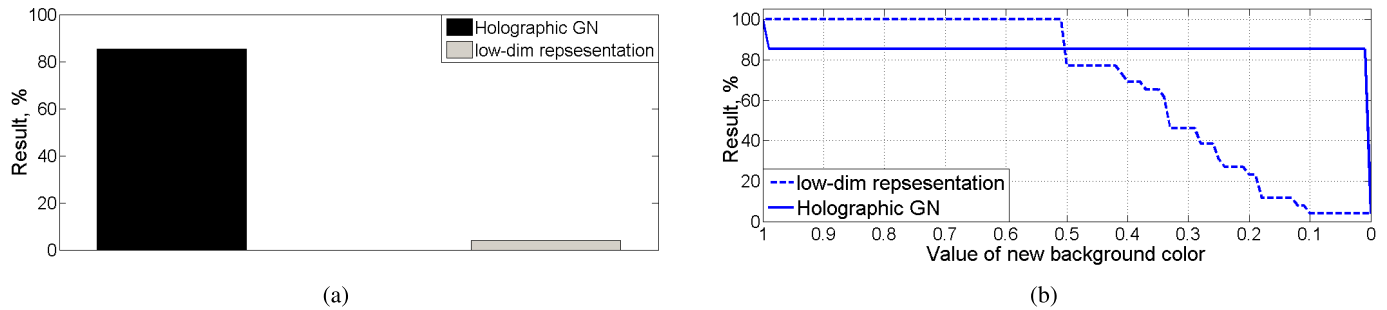 100
80
60
40
20
0
Result, %
Holographic GN
low-dim repsesentation
(a)
100
80
60
40
20
0
Result, %
low-dim repsesentation
Holographic GN
1 0.9 0.8 0.7 0.6 0.5 0.4 0.3 0.2 0.1 0
Value of new background color
(b)